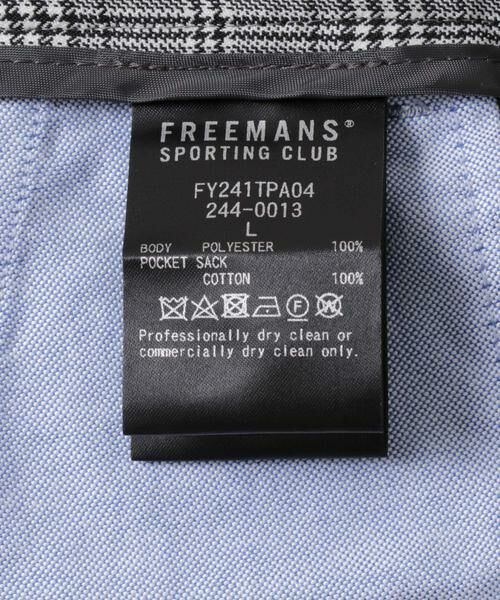 FREEMANS®
SPORTING CLUB
FY241TPA04
244-0013
L
BODY POLYESTER 100%
POCKET SACK
COTTON 100%
F W
Professionally dry clean or
commercially dry clean only.